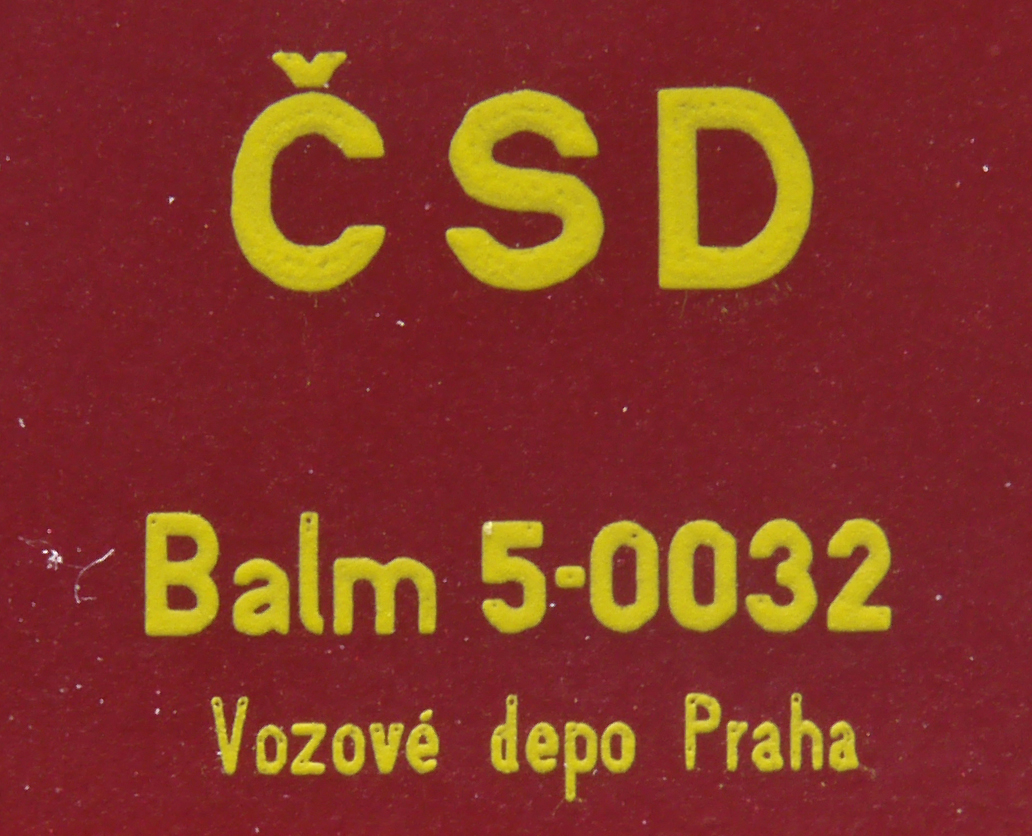 ČSD
Balm 5-0032
Vozové depo Praha